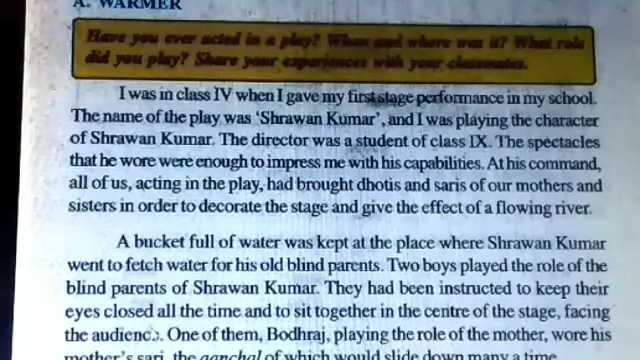 A. WARMER
Have you ever acted in a play? When and where was it? What role
did you play? Share your experiences with your classmates.
I was in class IV when I gave my first stage performance in my school.
The name of the play was ‘Shrawan Kumar’, and I was playing the character
of Shrawan Kumar. The director was a student of class IX. The spectacles
that he wore were enough to impress me with his capabilities. At his command,
all of us, acting in the play, had brought dhotis and saris of our mothers and
sisters in order to decorate the stage and give the effect of a flowing river.
A bucket full of water was kept at the place where Shrawan Kumar
went to fetch water for his old blind parents. Two boys played the role of the
blind parents of Shrawan Kumar. They had been instructed to keep their
eyes closed all the time and to sit together in the centre of the stage, facing
the audience. One of them, Bodhraj, playing the role of the mother, wore his
mother's sari, the aanchal of which would slide down many a time